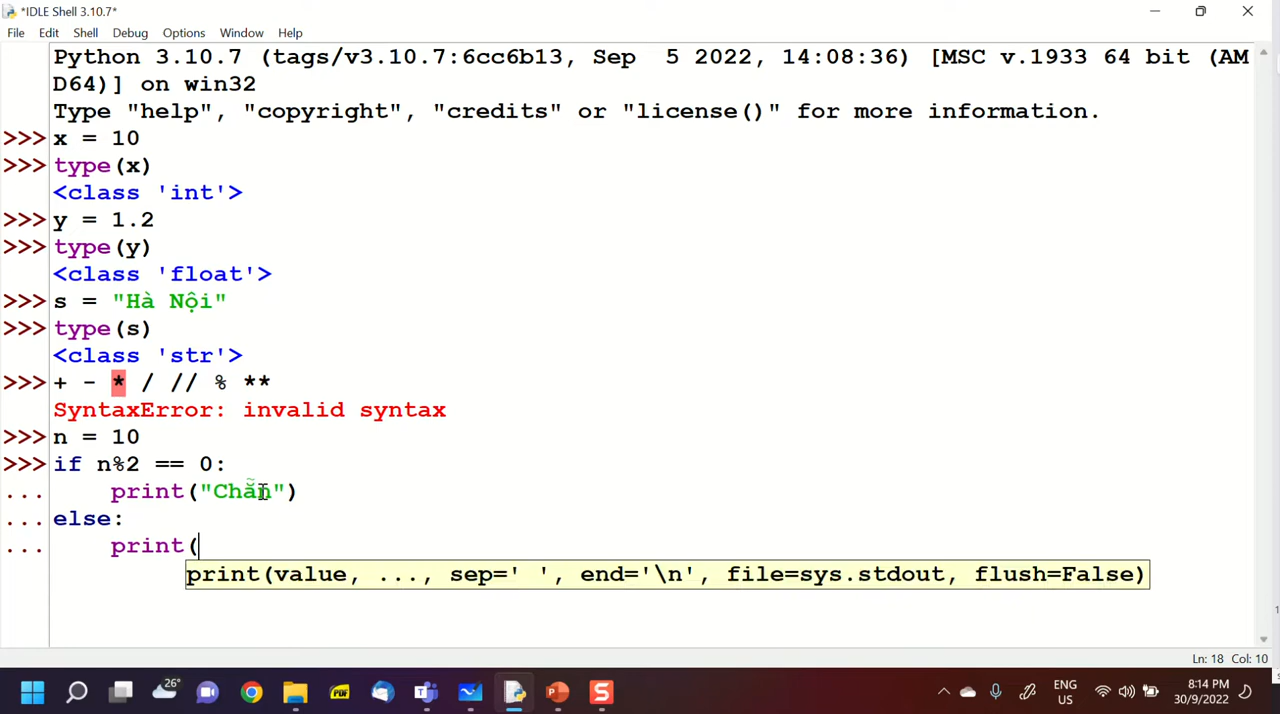 *IDLE Shell 3.10.7*
File Edit Shell Debug Options Window Help
Python 3.10.7 (tags/v3.10.7:6cc6b13, Sep  5 2022, 14:08:36) [MSC v.1933 64 bit (AM
D64)] on win32
Type "help", "copyright", "credits" or "license()" for more information.
>>> x = 10
>>> type(x)
<class 'int'>
>>> y = 1.2
>>> type(y)
<class 'float'>
>>> s = "Hà Nội"
>>> type(s)
<class 'str'>
>>> + - * / // % **
SyntaxError: invalid syntax
>>> n = 10
>>> if n%2 == 0:
...     print("Chẵn")
... else:
...     print(
print(value, ..., sep=' ', end='\n', file=sys.stdout, flush=False)
Ln: 18 Col: 10
26°
PDF
S
ENG
US
8:14 PM
30/9/2022